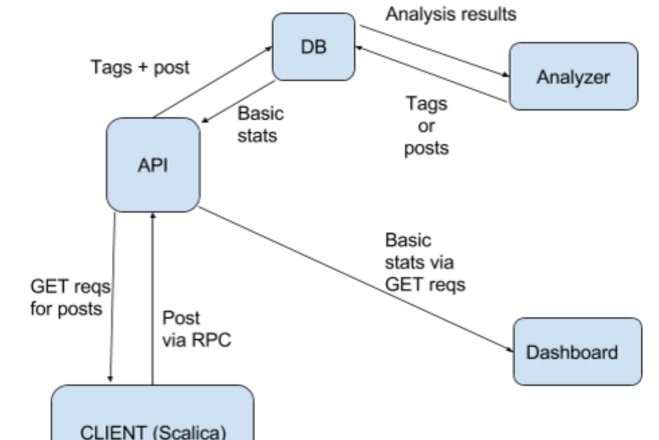 Analysis results
DB
Tags + post
Analyzer
Basic
stats
Tags
or
posts
API
Basic
stats via
GET reqs
GET reqs
for posts
Post
via RPC
Dashboard
CLIENT (Scalica)